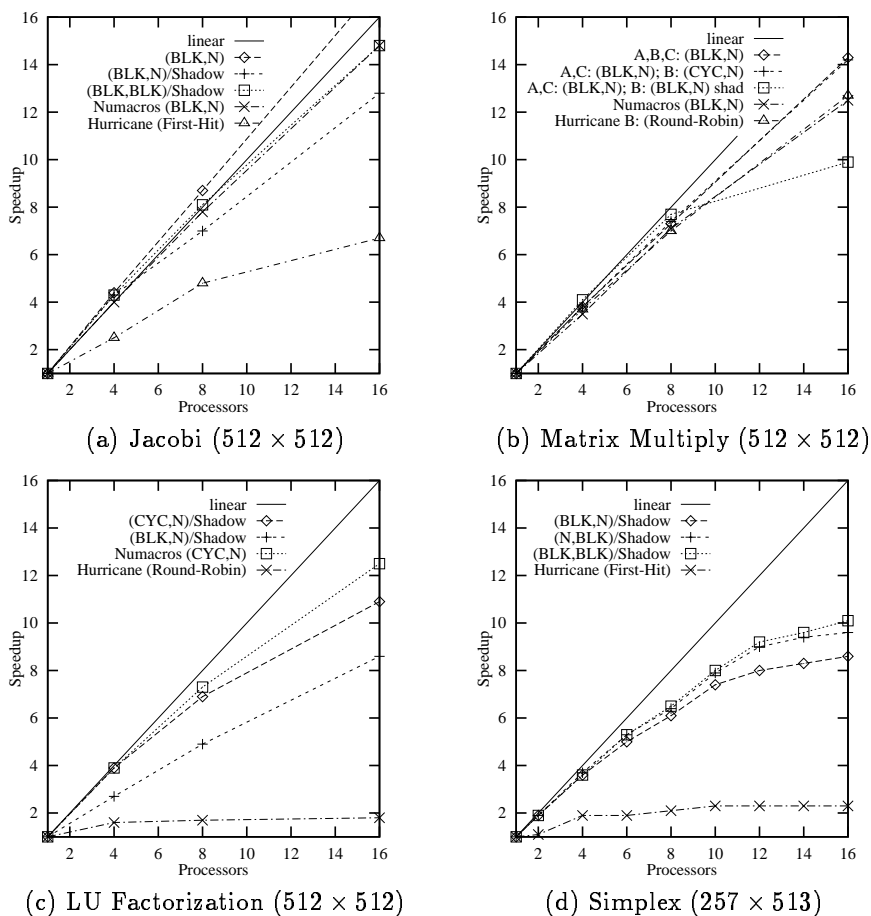 16
14
12
10
8
6
4
2
Speedup
linear
(BLK,N)
(BLK,N)/Shadow
(BLK,BLK)/Shadow
Numacros (BLK,N)
Hurricane (First-Hit)
2 4 6 8 10 12 14 16
Processors
(a) Jacobi (512 × 512)
16
14
12
10
8
6
4
2
Speedup
linear
A,B,C: (BLK,N)
A,C: (BLK,N); B: (CYC,N)
A,C: (BLK,N); B: (BLK,N) shad
Numacros (BLK,N)
Hurricane B: (Round-Robin)
2 4 6 8 10 12 14 16
Processors
(b) Matrix Multiply (512 × 512)
16
14
12
10
8
6
4
2
Speedup
linear
(CYC,N)/Shadow
(BLK,N)/Shadow
Numacros (CYC,N)
Hurricane (Round-Robin)
2 4 6 8 10 12 14 16
Processors
(c) LU Factorization (512 × 512)
16
14
12
10
8
6
4
2
Speedup
linear
(BLK,N)/Shadow
(N,BLK)/Shadow
(BLK,BLK)/Shadow
Hurricane (First-Hit)
2 4 6 8 10 12 14 16
Processors
(d) Simplex (257 × 513)